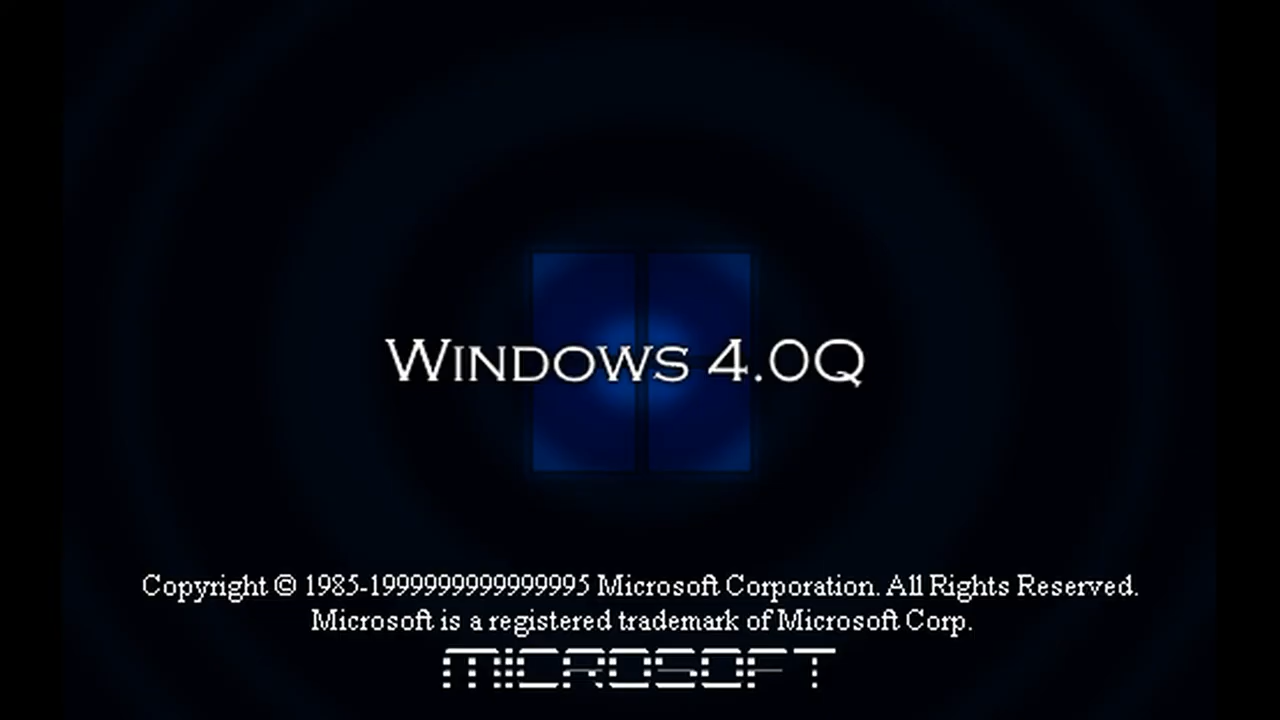 Windows 4.0Q
Copyright © 1985-1999999999999995 Microsoft Corporation. All Rights Reserved.
Microsoft is a registered trademark of Microsoft Corp.
MICROSOFT